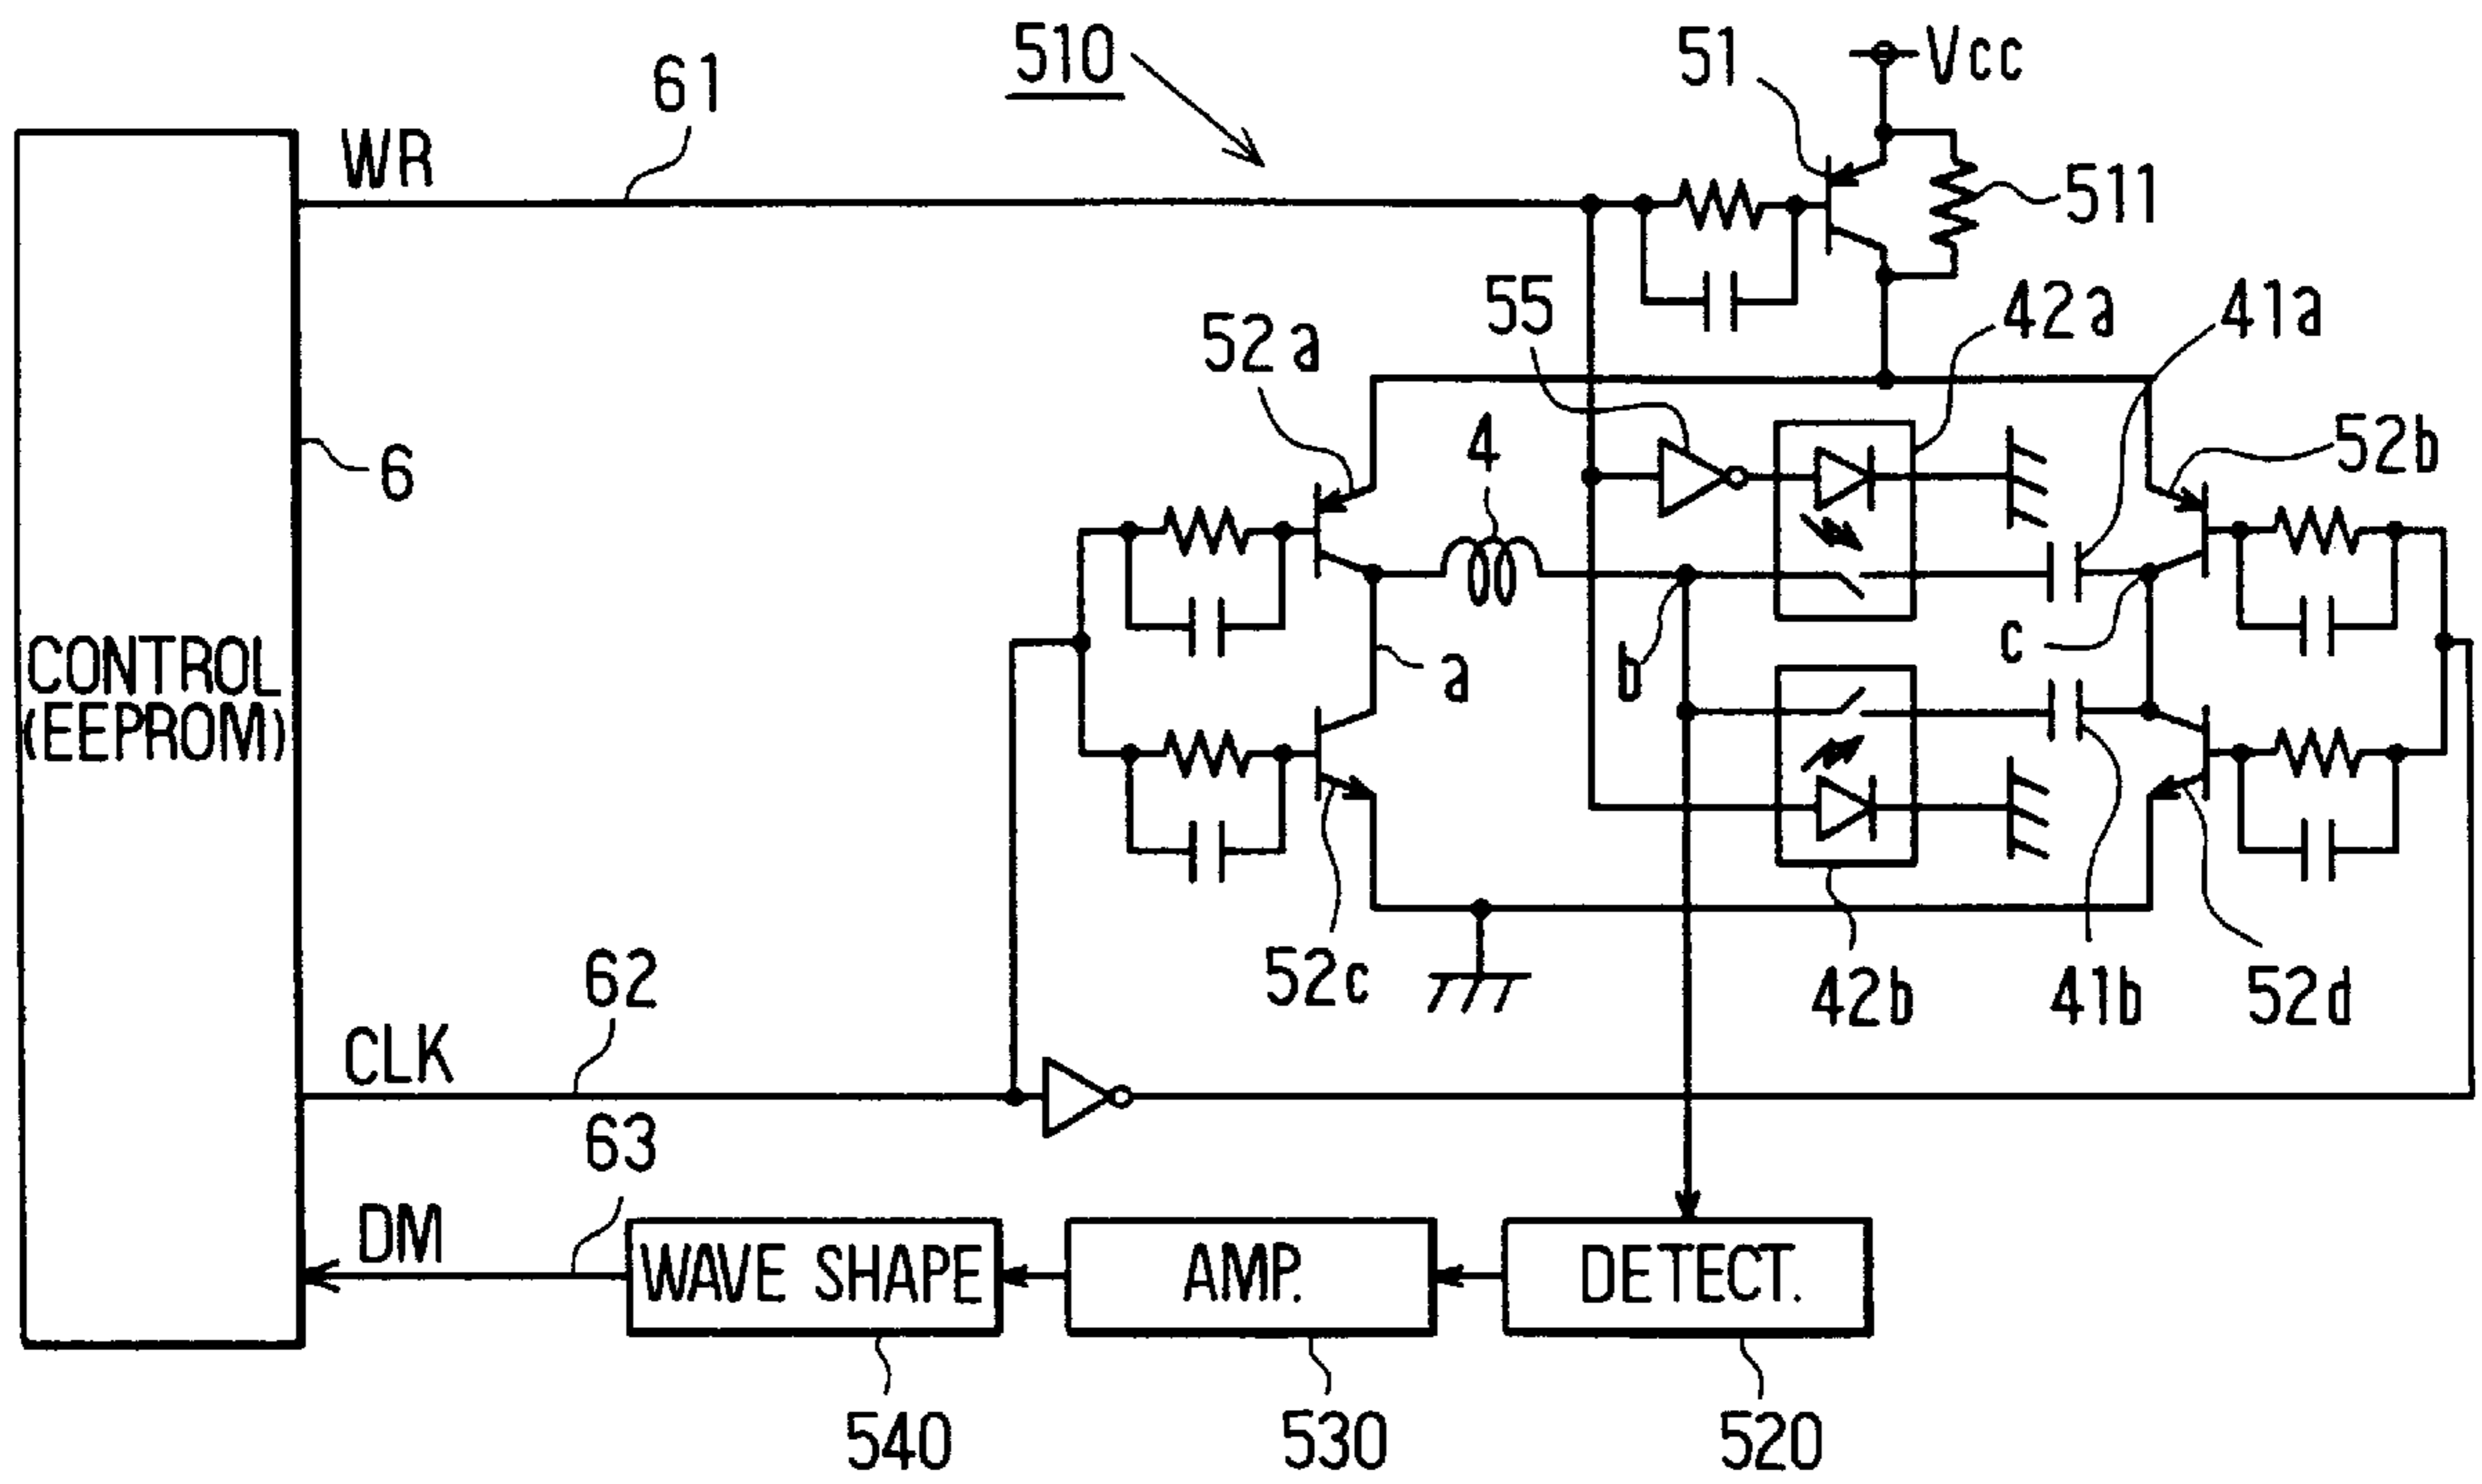 510
51
Vcc
61
WR
511
55
42a
41a
52a
4
52b
6
CONTROL
(EEPROM)
a
b
c
52c
42b
41b
52d
62
CLK
63
DM
WAVE SHAPE
AMP.
DETECT.
540
530
520